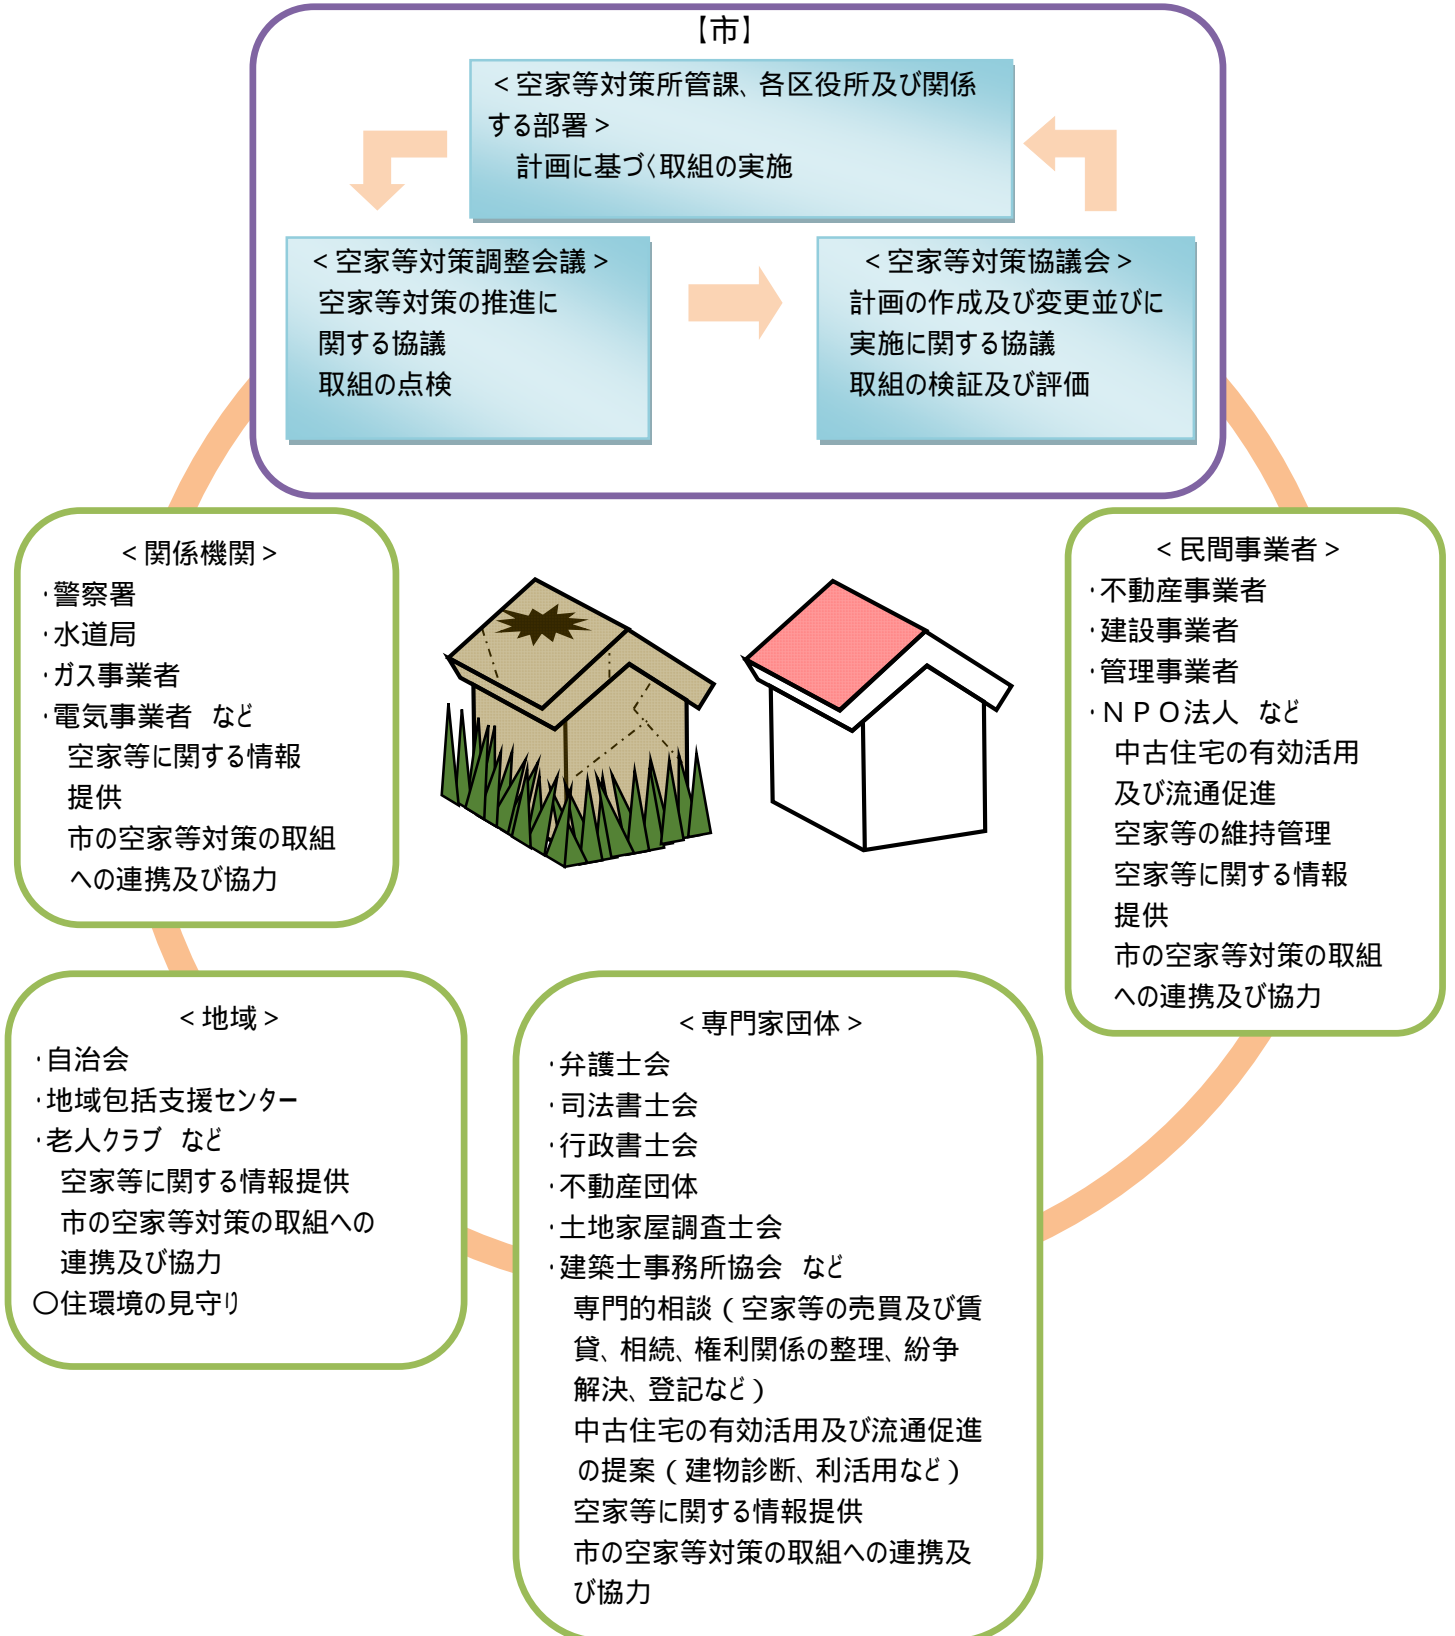 【市】
＜空家等対策所管課、各区役所及び関係
する部署＞
計画に基づく取組の実施
＜空家等対策調整会議＞
空家等対策の推進に
関する協議
取組の点検
＜空家等対策協議会＞
計画の作成及び変更並びに
実施に関する協議
取組の検証及び評価
＜関係機関＞
・警察署
・水道局
・ガス事業者
・電気事業者　など
空家等に関する情報
提供
市の空家等対策の取組
への連携及び協力
＜民間事業者＞
・不動産事業者
・建設事業者
・管理事業者
・ＮＰＯ法人　など
中古住宅の有効活用
及び流通促進
空家等の維持管理
空家等に関する情報
提供
市の空家等対策の取組
への連携及び協力
＜地域＞
・自治会
・地域包括支援センター
・老人クラブ　など
空家等に関する情報提供
市の空家等対策の取組への
連携及び協力
〇住環境の見守り
＜専門家団体＞
・弁護士会
・司法書士会
・行政書士会
・不動産団体
・土地家屋調査士会
・建築士事務所協会　など
専門的相談（空家等の売買及び賃
貸、相続、権利関係の整理、紛争
解決、登記など）
中古住宅の有効活用及び流通促進
の提案（建物診断、利活用など）
空家等に関する情報提供
市の空家等対策の取組への連携及
び協力